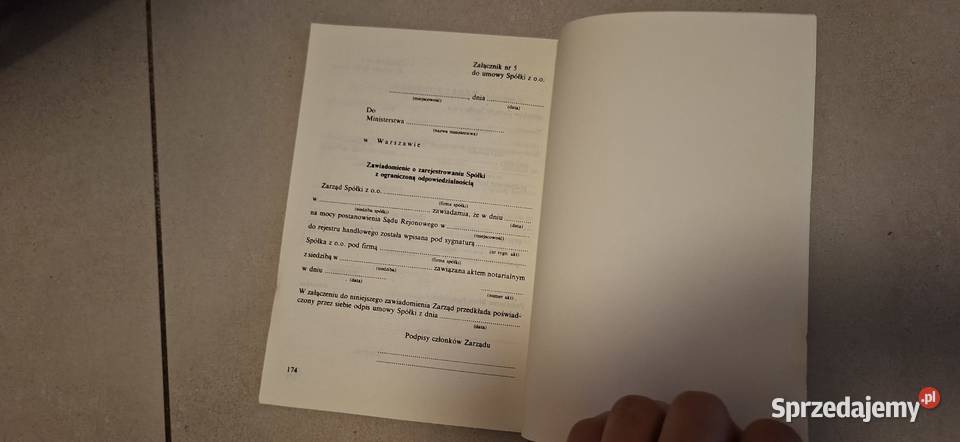 Załącznik nr 5
do umowy Spółki z o.o.
..............................., dnia ......................
(miejscowość) (data)
Do
Ministerstwa ......................................
(nazwa ministerstwa)
w Warszawie
Zawiadomienie o zarejestrowaniu Spółki
z ograniczoną odpowiedzialnością
Zarząd Spółki z o.o. ......................................................
(firma spółki)
w ........................................ zawiadamia, że w dniu ...........
(siedziba spółki) (data)
na mocy postanowienia Sądu Rejonowego w ............................
(miejscowość)
do rejestru handlowego została wpisana pod sygnaturą ...................
(nr sygn. akt)
Spółka z o.o. pod firmą ....................................................
(firma spółki)
z siedzibą w ............................... zawiązana aktem notarialnym
(siedziba)
w dniu ........................ ..................
(data) (numer akt)
W załączeniu do niniejszego zawiadomienia Zarząd przedkłada poświad-
czony przez siebie odpis umowy Spółki z dnia ...........................
(data)
Podpisy członków Zarządu
..............................................
..............................................
174
Sprzedajemy.pl